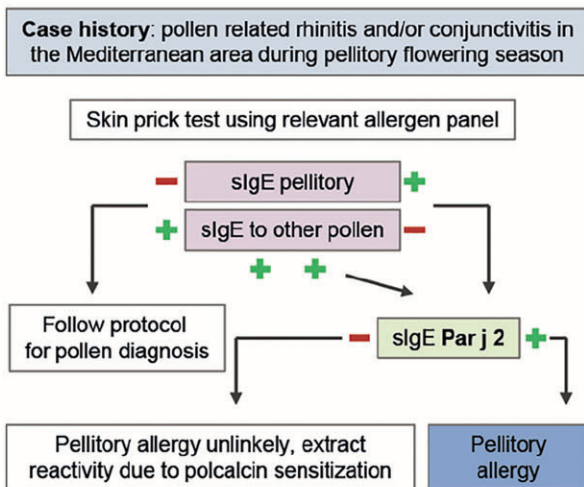 Case history: pollen related rhinitis and/or conjunctivitis in
the Mediterranean area during pellitory flowering season
Skin prick test using relevant allergen panel
− sIgE pellitory +
+ sIgE to other pollen −
+ +
Follow protocol
for pollen diagnosis
− sIgE Par j 2 +
Pellitory allergy unlikely, extract
reactivity due to polcalcin sensitization
Pellitory
allergy